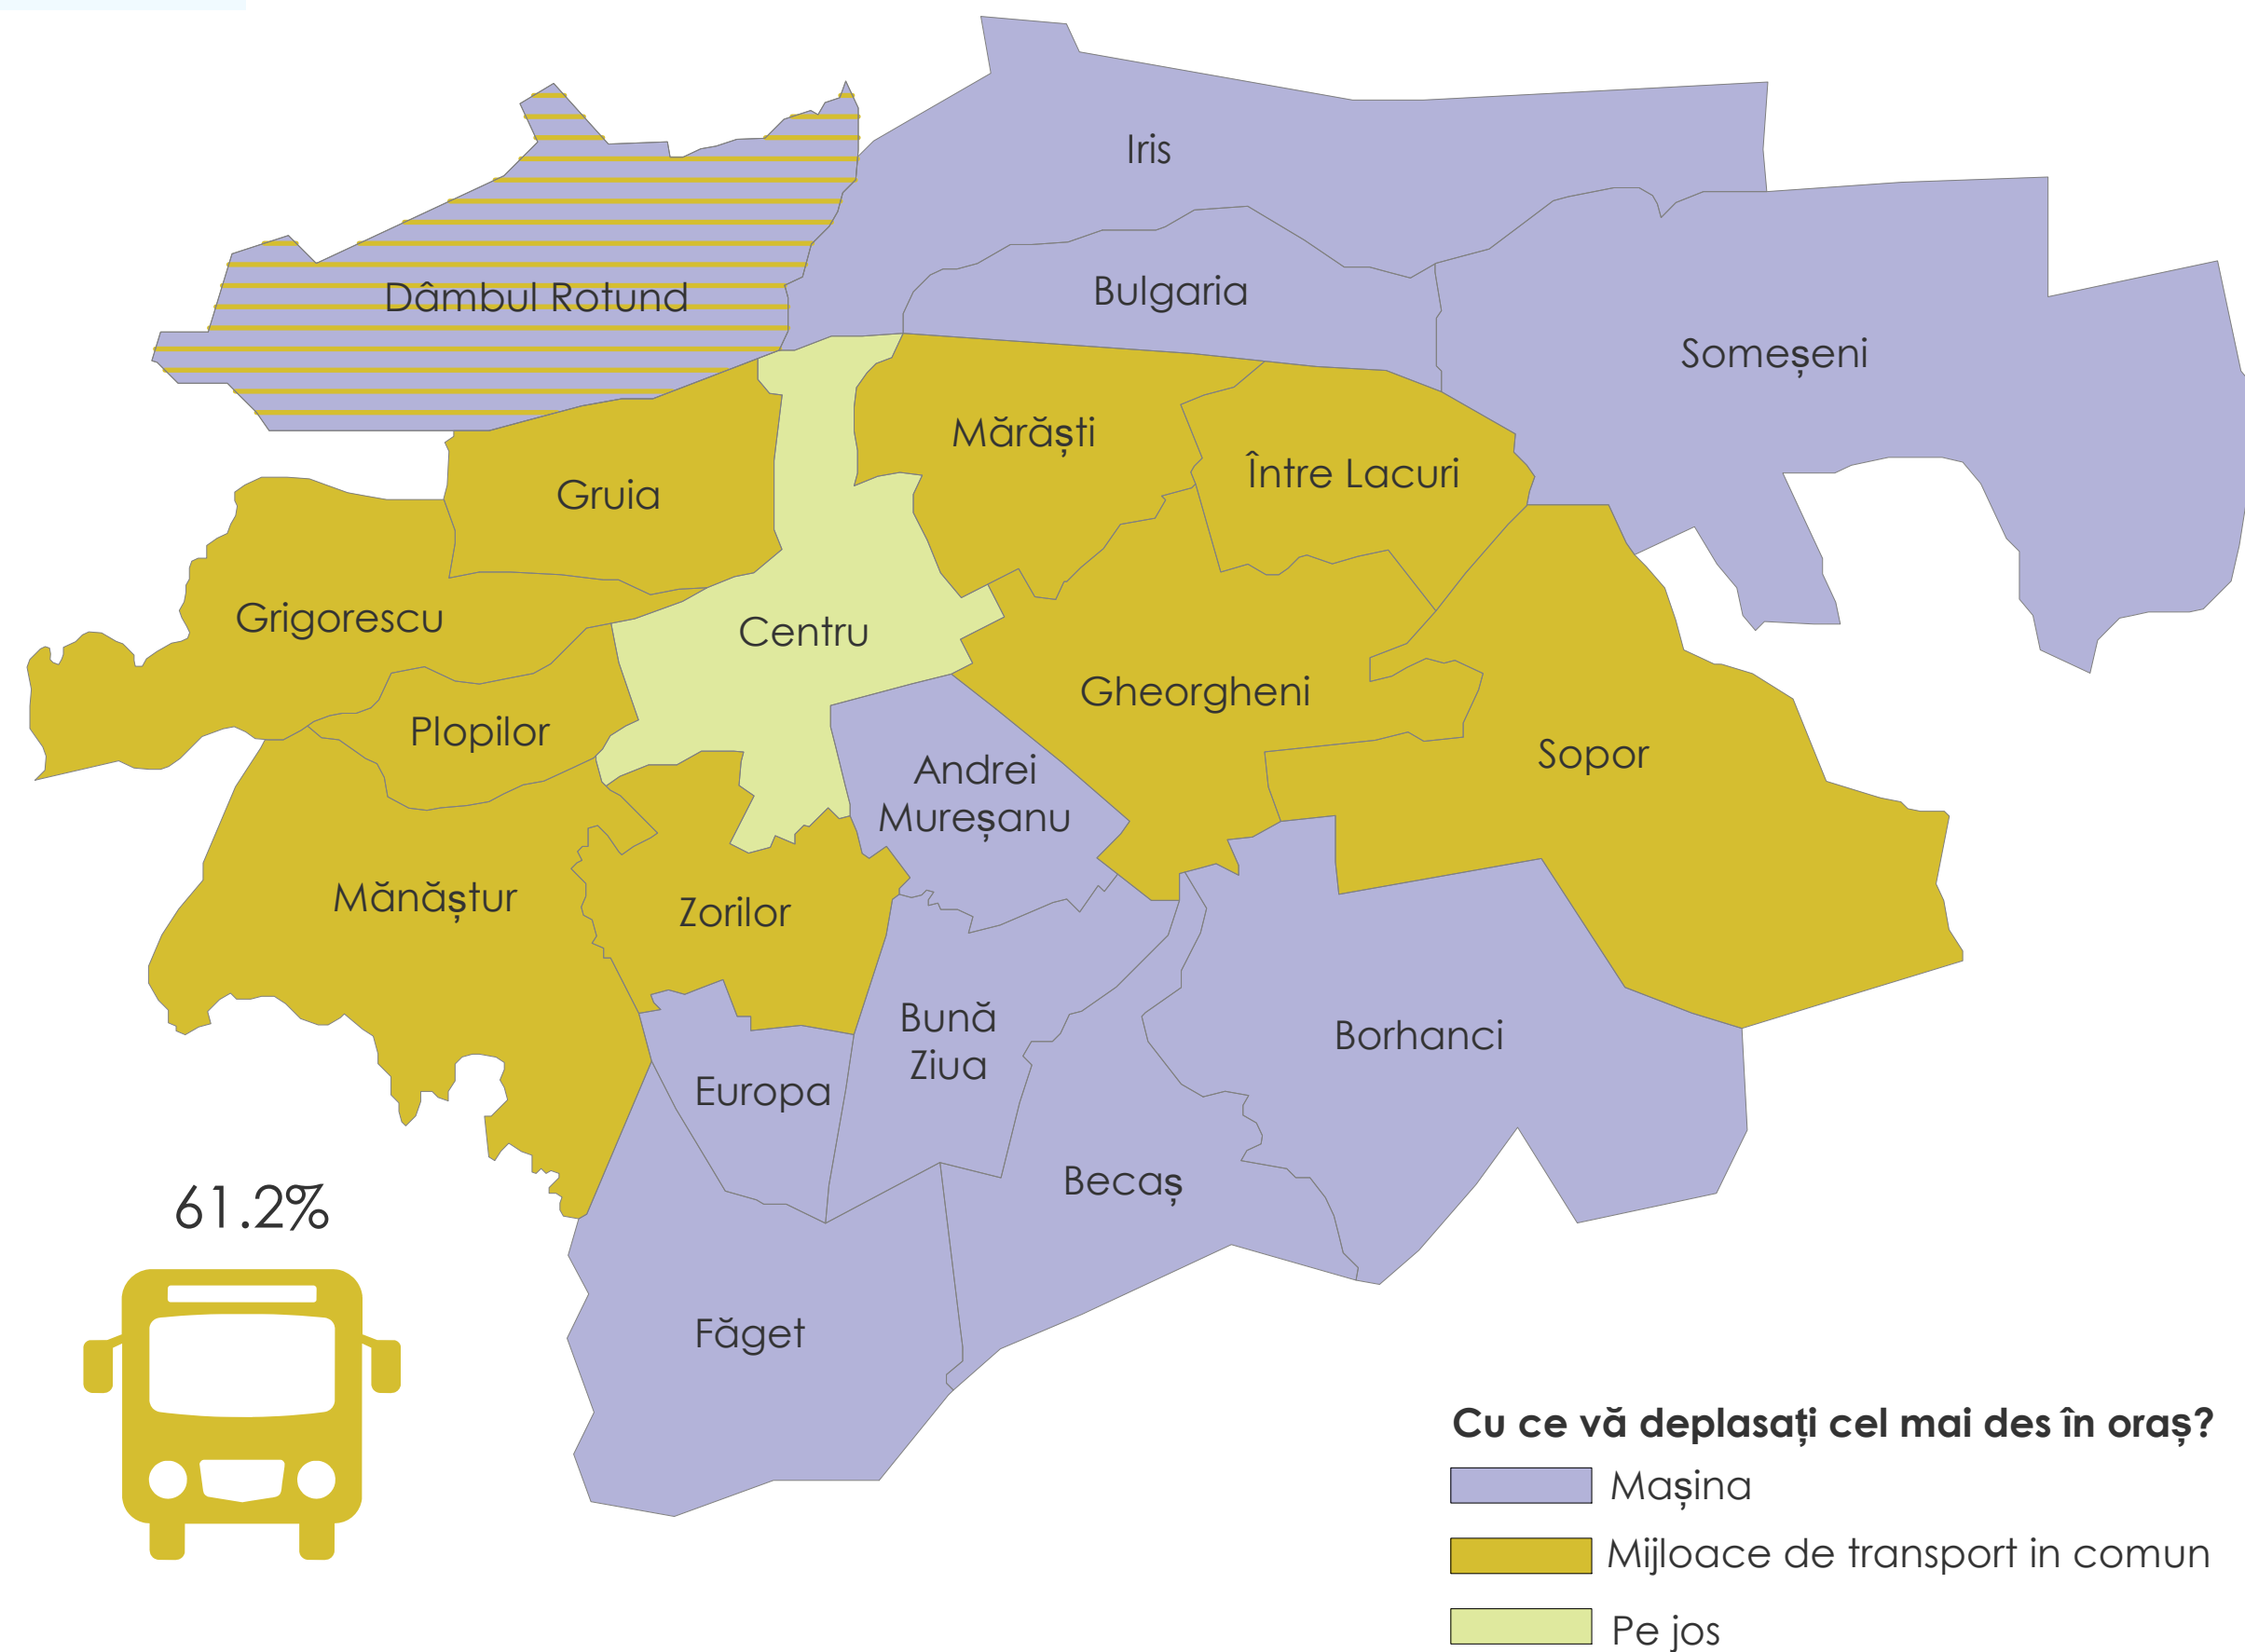 Iris
Dâmbul Rotund
Bulgaria
Someșeni
Mărăști
Între Lacuri
Gruia
Grigorescu
Centru
Gheorgheni
Plopilor
Sopor
Andrei
Mureșanu
Mănăștur
Zorilor
Bună
Ziua
Borhanci
Europa
Becaș
61.2%
Făget
Cu ce vă deplasați cel mai des în oraș?
Mașina
Mijloace de transport in comun
Pe jos